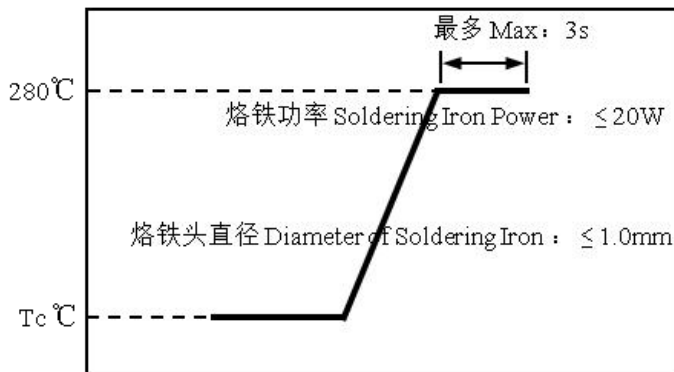 最多 Max：3s
280℃
烙铁功率 Soldering Iron Power： ≤20W
烙铁头直径 Diameter of Soldering Iron： ≤1.0mm
Tc℃